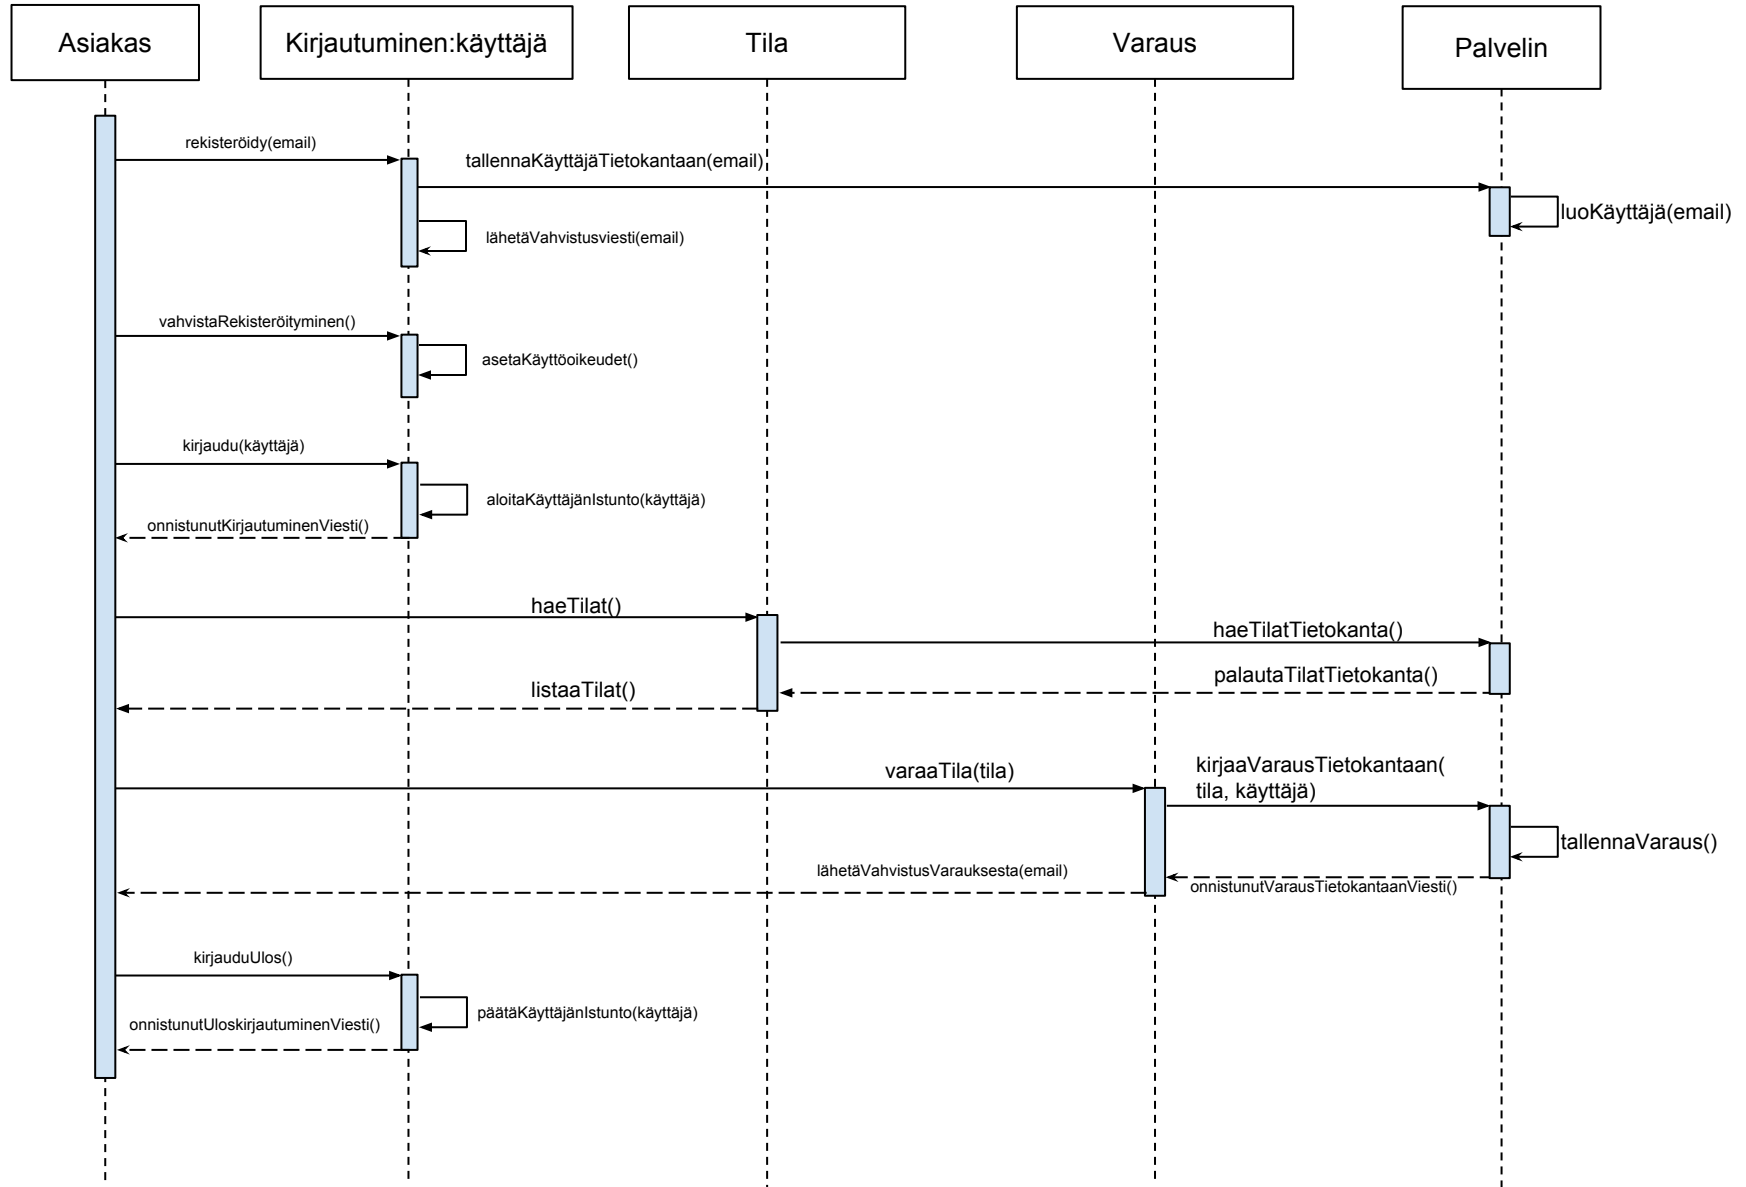 Asiakas
Kirjautuminen:käyttäjä
Tila
Varaus
Palvelin
rekisteröidy(email)
tallennaKäyttäjäTietokantaan(email)
luoKäyttäjä(email)
lähetäVahvistusviesti(email)
vahvistaRekisteröityminen()
asetaKäyttöoikeudet()
kirjaudu(käyttäjä)
aloitaKäyttäjänIstunto(käyttäjä)
onnistunutKirjautuminenViesti()
haeTilat()
haeTilatTietokanta()
palautaTilatTietokanta()
listaaTilat()
varaaTila(tila)
kirjaaVarausTietokantaan(
tila, käyttäjä)
tallennaVaraus()
lähetäVahvistusVarauksesta(email)
onnistunutVarausTietokantaanViesti()
kirjauduUlos()
päätäKäyttäjänIstunto(käyttäjä)
onnistunutUloskirjautuminenViesti()